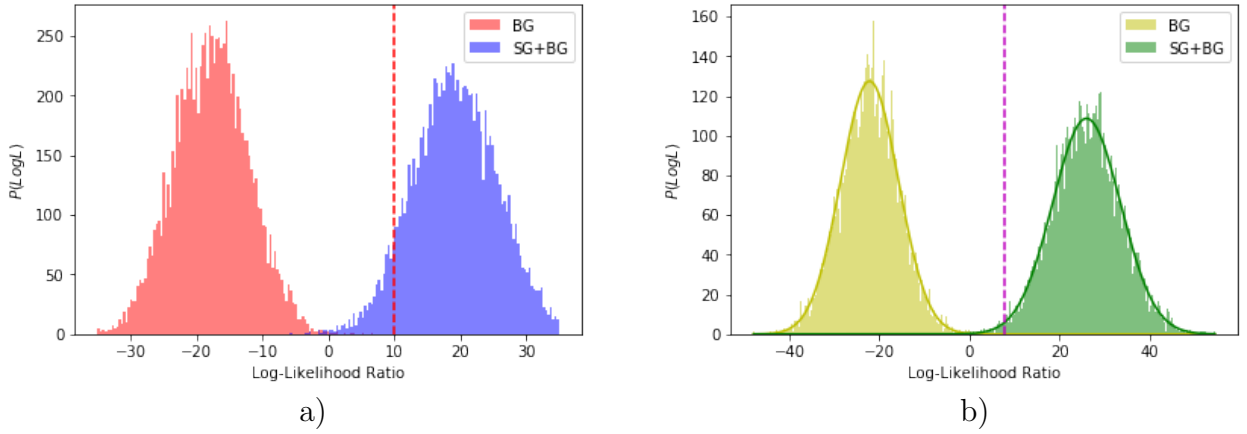 BG
SG+BG
P(LogL)
250
200
150
100
50
0
−30 −20 −10 0 10 20 30
Log-Likelihood Ratio
a)
BG
SG+BG
P(LogL)
160
140
120
100
80
60
40
20
0
−40 −20 0 20 40
Log-Likelihood Ratio
b)